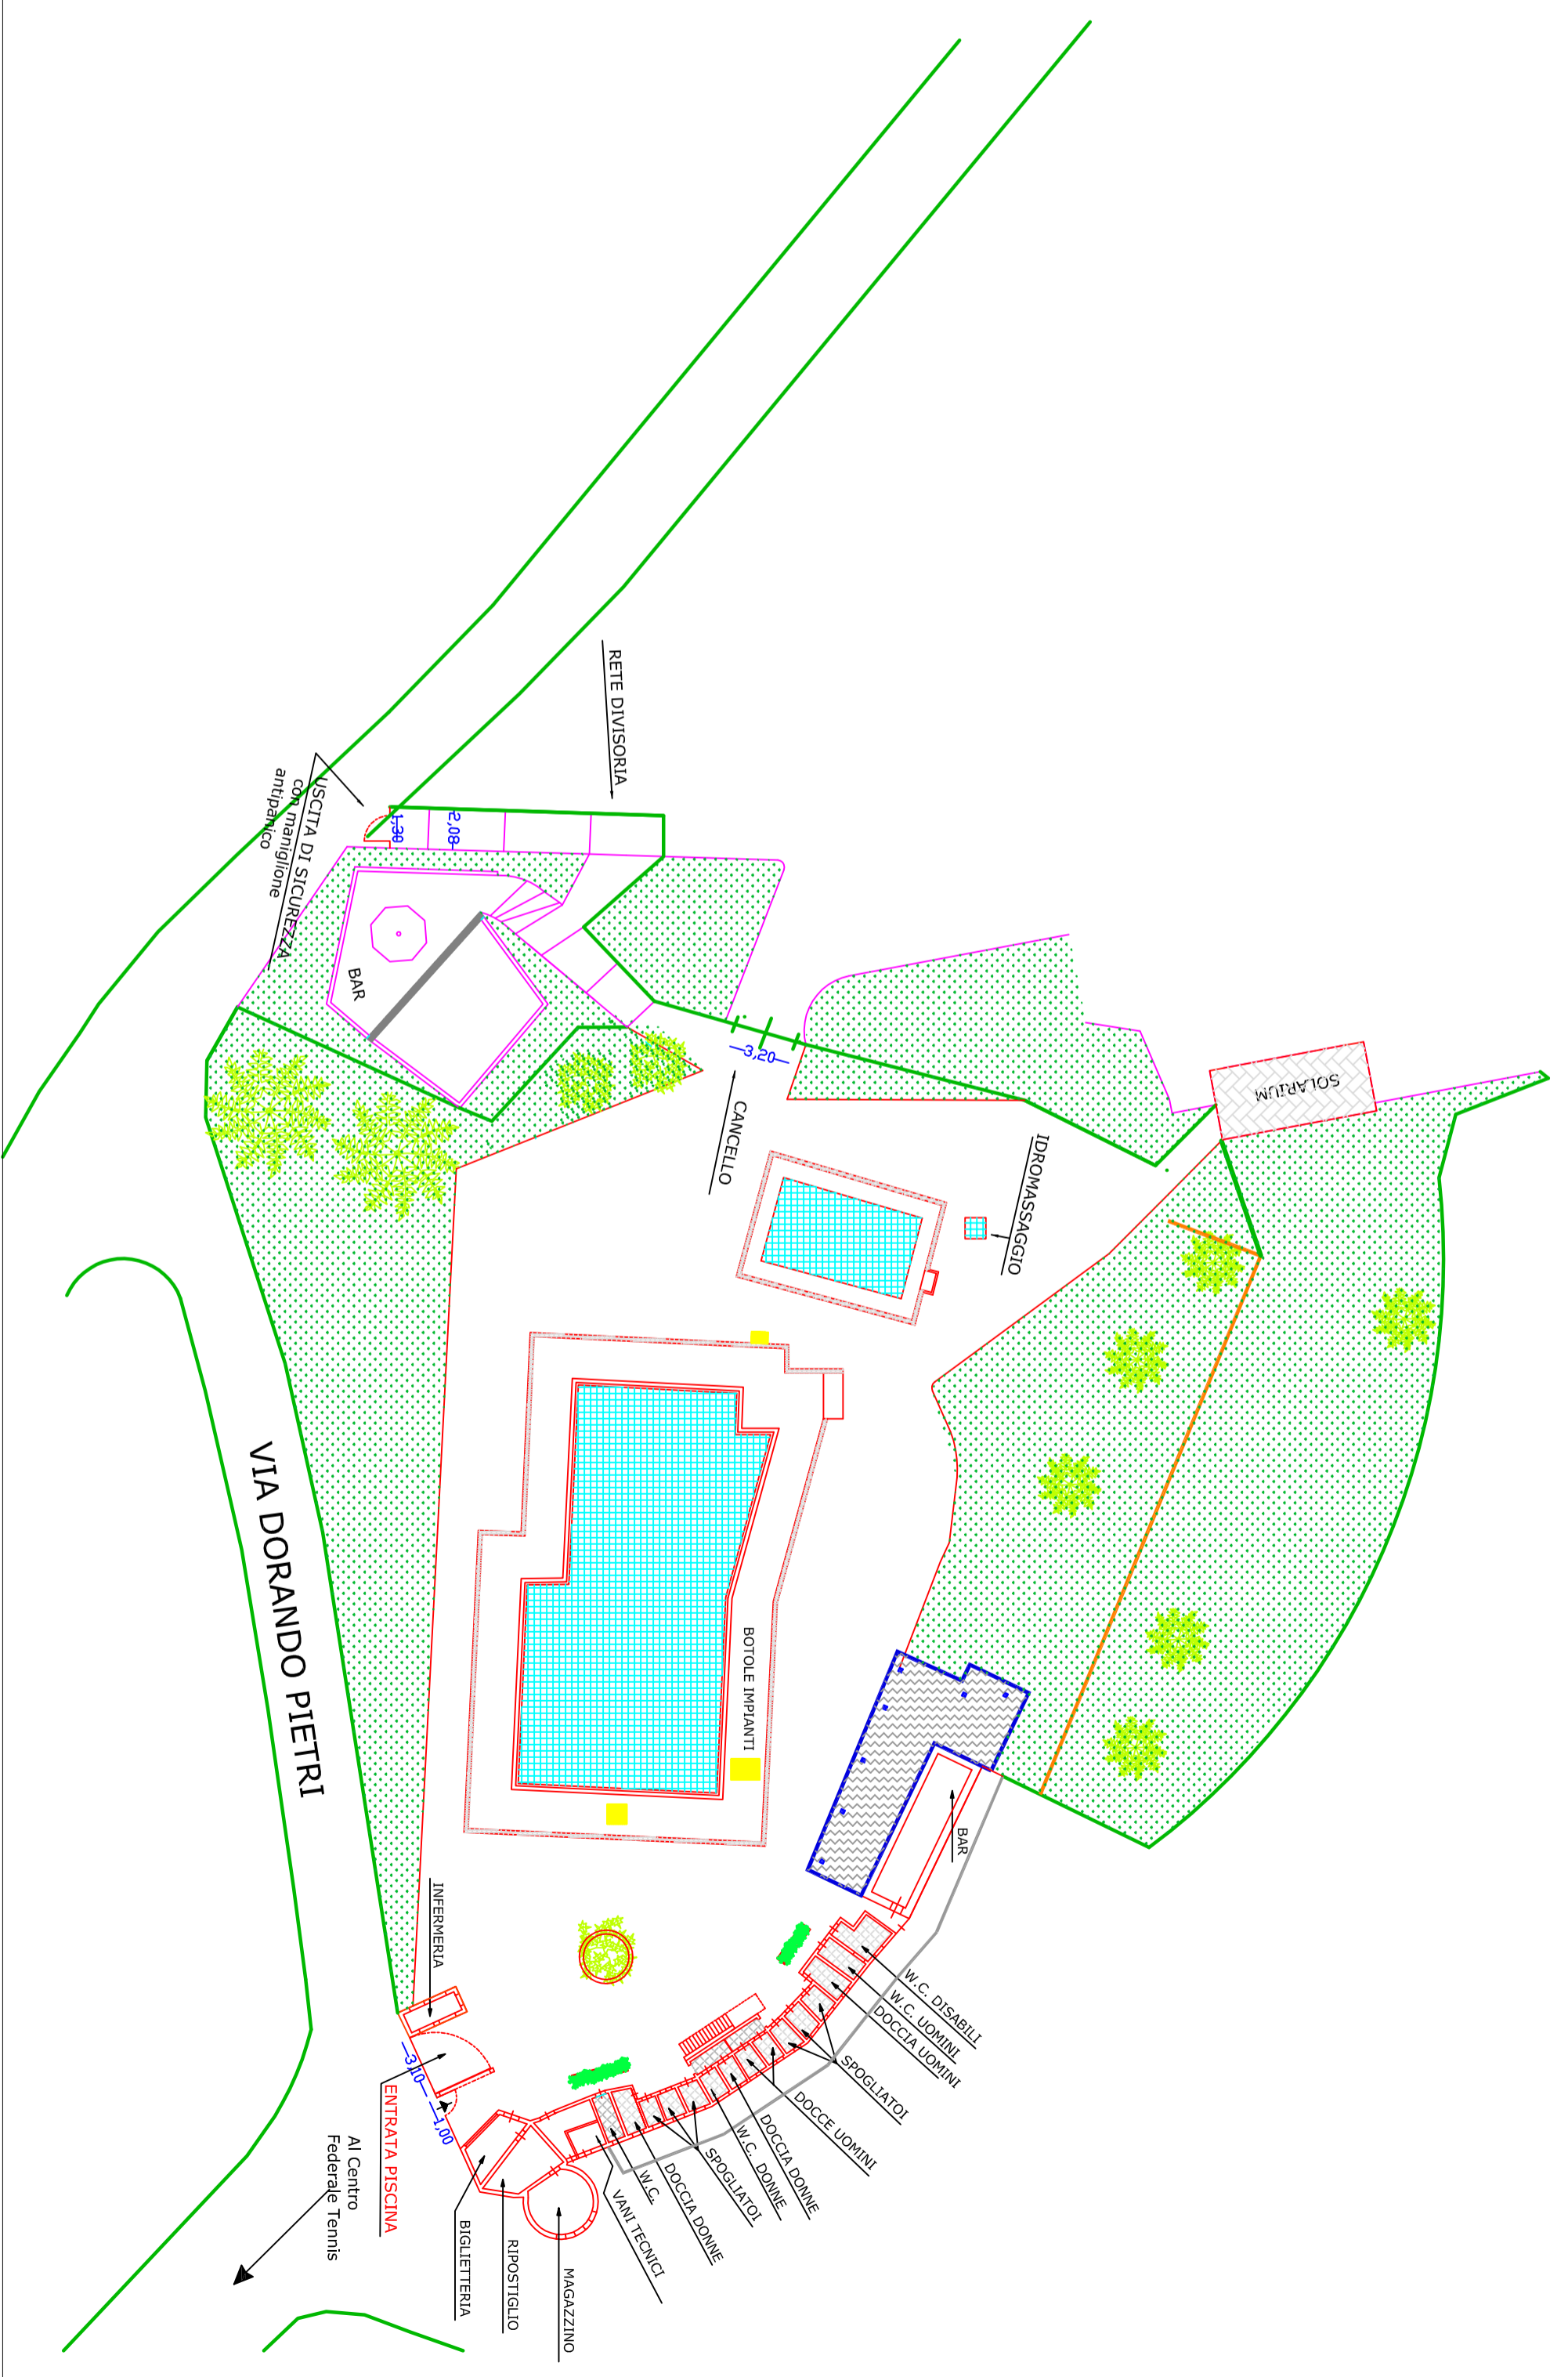 RETE DIVISORIA
USCITA DI SICUREZZA
con maniglione
antipanico
1,30
2,08
BAR
3,20
CANCELLO
SOLARIUM
IDROMASSAGGIO
VIA DORANDO PIETRI
BOTOLE IMPIANTI
BAR
INFERMERIA
W.C. DISABILI
W.C. UOMINI
DOCCIA UOMINI
SPOGLIATOI
DOCCE UOMINI
DOCCIA DONNE
W.C. DONNE
SPOGLIATOI
DOCCIA DONNE
W.C.
VANI TECNICI
3,10
1,00
ENTRATA PISCINA
Al Centro
Federale Tennis
BIGLIETTERIA
RIPOSTIGLIO
MAGAZZINO